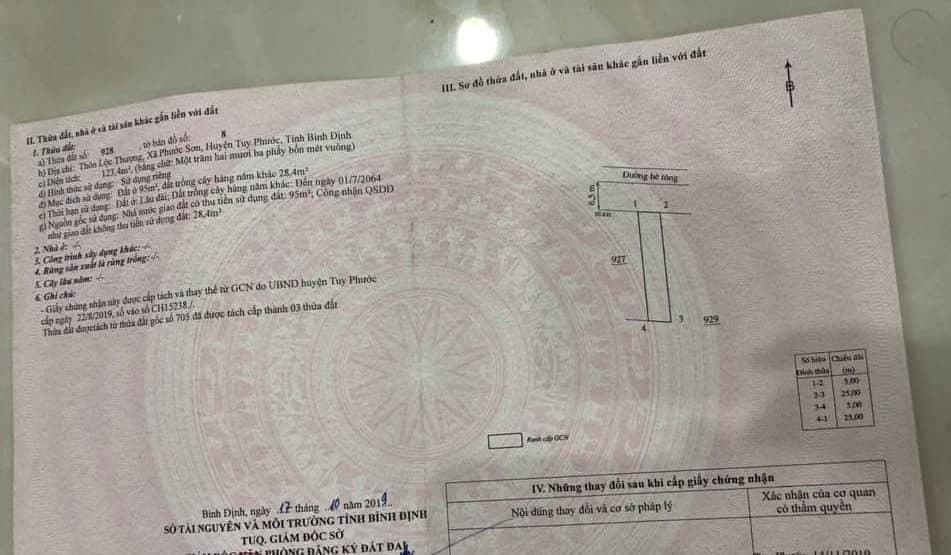 II. Thửa đất, nhà ở và tài sản khác gắn liền với đất
1. Thửa đất:
a) Thửa đất số: 928 , tờ bản đồ số: 8
b) Địa chỉ: Thôn Lộc Thượng, Xã Phước Sơn, Huyện Tuy Phước, Tỉnh Bình Định
c) Diện tích: 123,4m², (bằng chữ: Một trăm hai mươi ba phẩy bốn mét vuông)
d) Hình thức sử dụng: Sử dụng riêng
đ) Mục đích sử dụng: Đất ở 95m², đất trồng cây hàng năm khác 28,4m²
e) Thời hạn sử dụng: Đất ở: Lâu dài; Đất trồng cây hàng năm khác: Đến ngày 01/7/2064
g) Nguồn gốc sử dụng: Nhà nước giao đất có thu tiền sử dụng đất: 95m²; Công nhận QSDĐ
như giao đất không thu tiền sử dụng đất: 28,4m²
2. Nhà ở: -/-
3. Công trình xây dựng khác: -/-
4. Rừng sản xuất là rừng trồng: -/-
5. Cây lâu năm: -/-
6. Ghi chú:
- Giấy chứng nhận này được cấp tách và thay thế từ GCN do UBND huyện Tuy Phước
cấp ngày 22/8/2019, số vào sổ CH15238./.
Thửa đất đượctách từ thửa đất gốc số 705 đã được tách cấp thành 03 thửa đất
Bình Định, ngày 17 tháng 10 năm 2019
SỞ TÀI NGUYÊN VÀ MÔI TRƯỜNG TỈNH BÌNH ĐỊNH
TUQ. GIÁM ĐỐC SỞ
PHÒNG ĐĂNG KÝ ĐẤT ĐAI
III. Sơ đồ thửa đất, nhà ở và tài sản khác gắn liền với đất
B
Đường bê tông
6,5 m
1 2
927
3 929
4
Số hiệu Chiều dài
Đỉnh thửa (m)
1-2 5,00
2-3 25,00
3-4 5,00
4-1 25,00
Ranh cấp GCN
IV. Những thay đổi sau khi cấp giấy chứng nhận
Nội dung thay đổi và cơ sở pháp lý
Xác nhận của cơ quan
có thẩm quyền